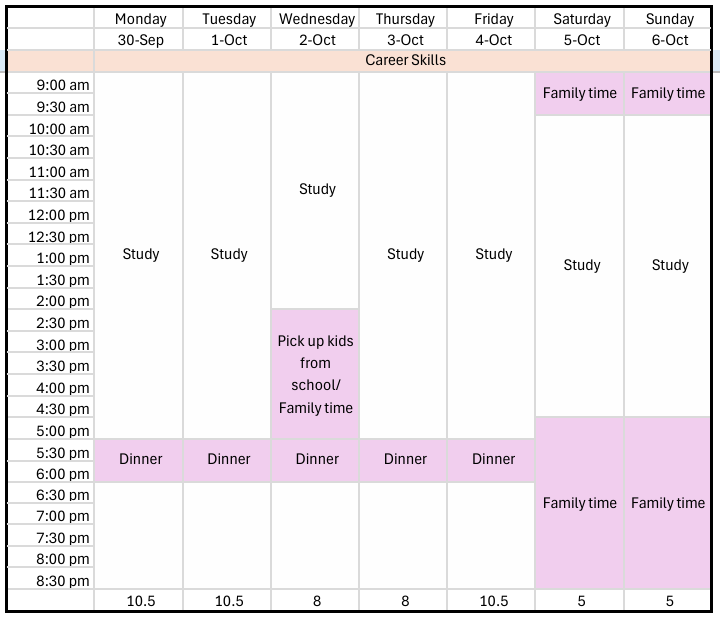 Monday Tuesday Wednesday Thursday Friday Saturday Sunday
30-Sep 1-Oct 2-Oct 3-Oct 4-Oct 5-Oct 6-Oct
Career Skills
9:00 am Family time Family time
9:30 am
10:00 am
10:30 am
11:00 am
11:30 am Study
12:00 pm
12:30 pm
1:00 pm Study Study Study Study
1:30 pm Study Study
2:00 pm
2:30 pm
3:00 pm Pick up kids
3:30 pm from
4:00 pm school/
4:30 pm Family time
5:00 pm
5:30 pm Dinner Dinner Dinner Dinner Dinner
6:00 pm
6:30 pm
7:00 pm Family time Family time
7:30 pm
8:00 pm
8:30 pm
10.5 10.5 8 8 10.5 5 5